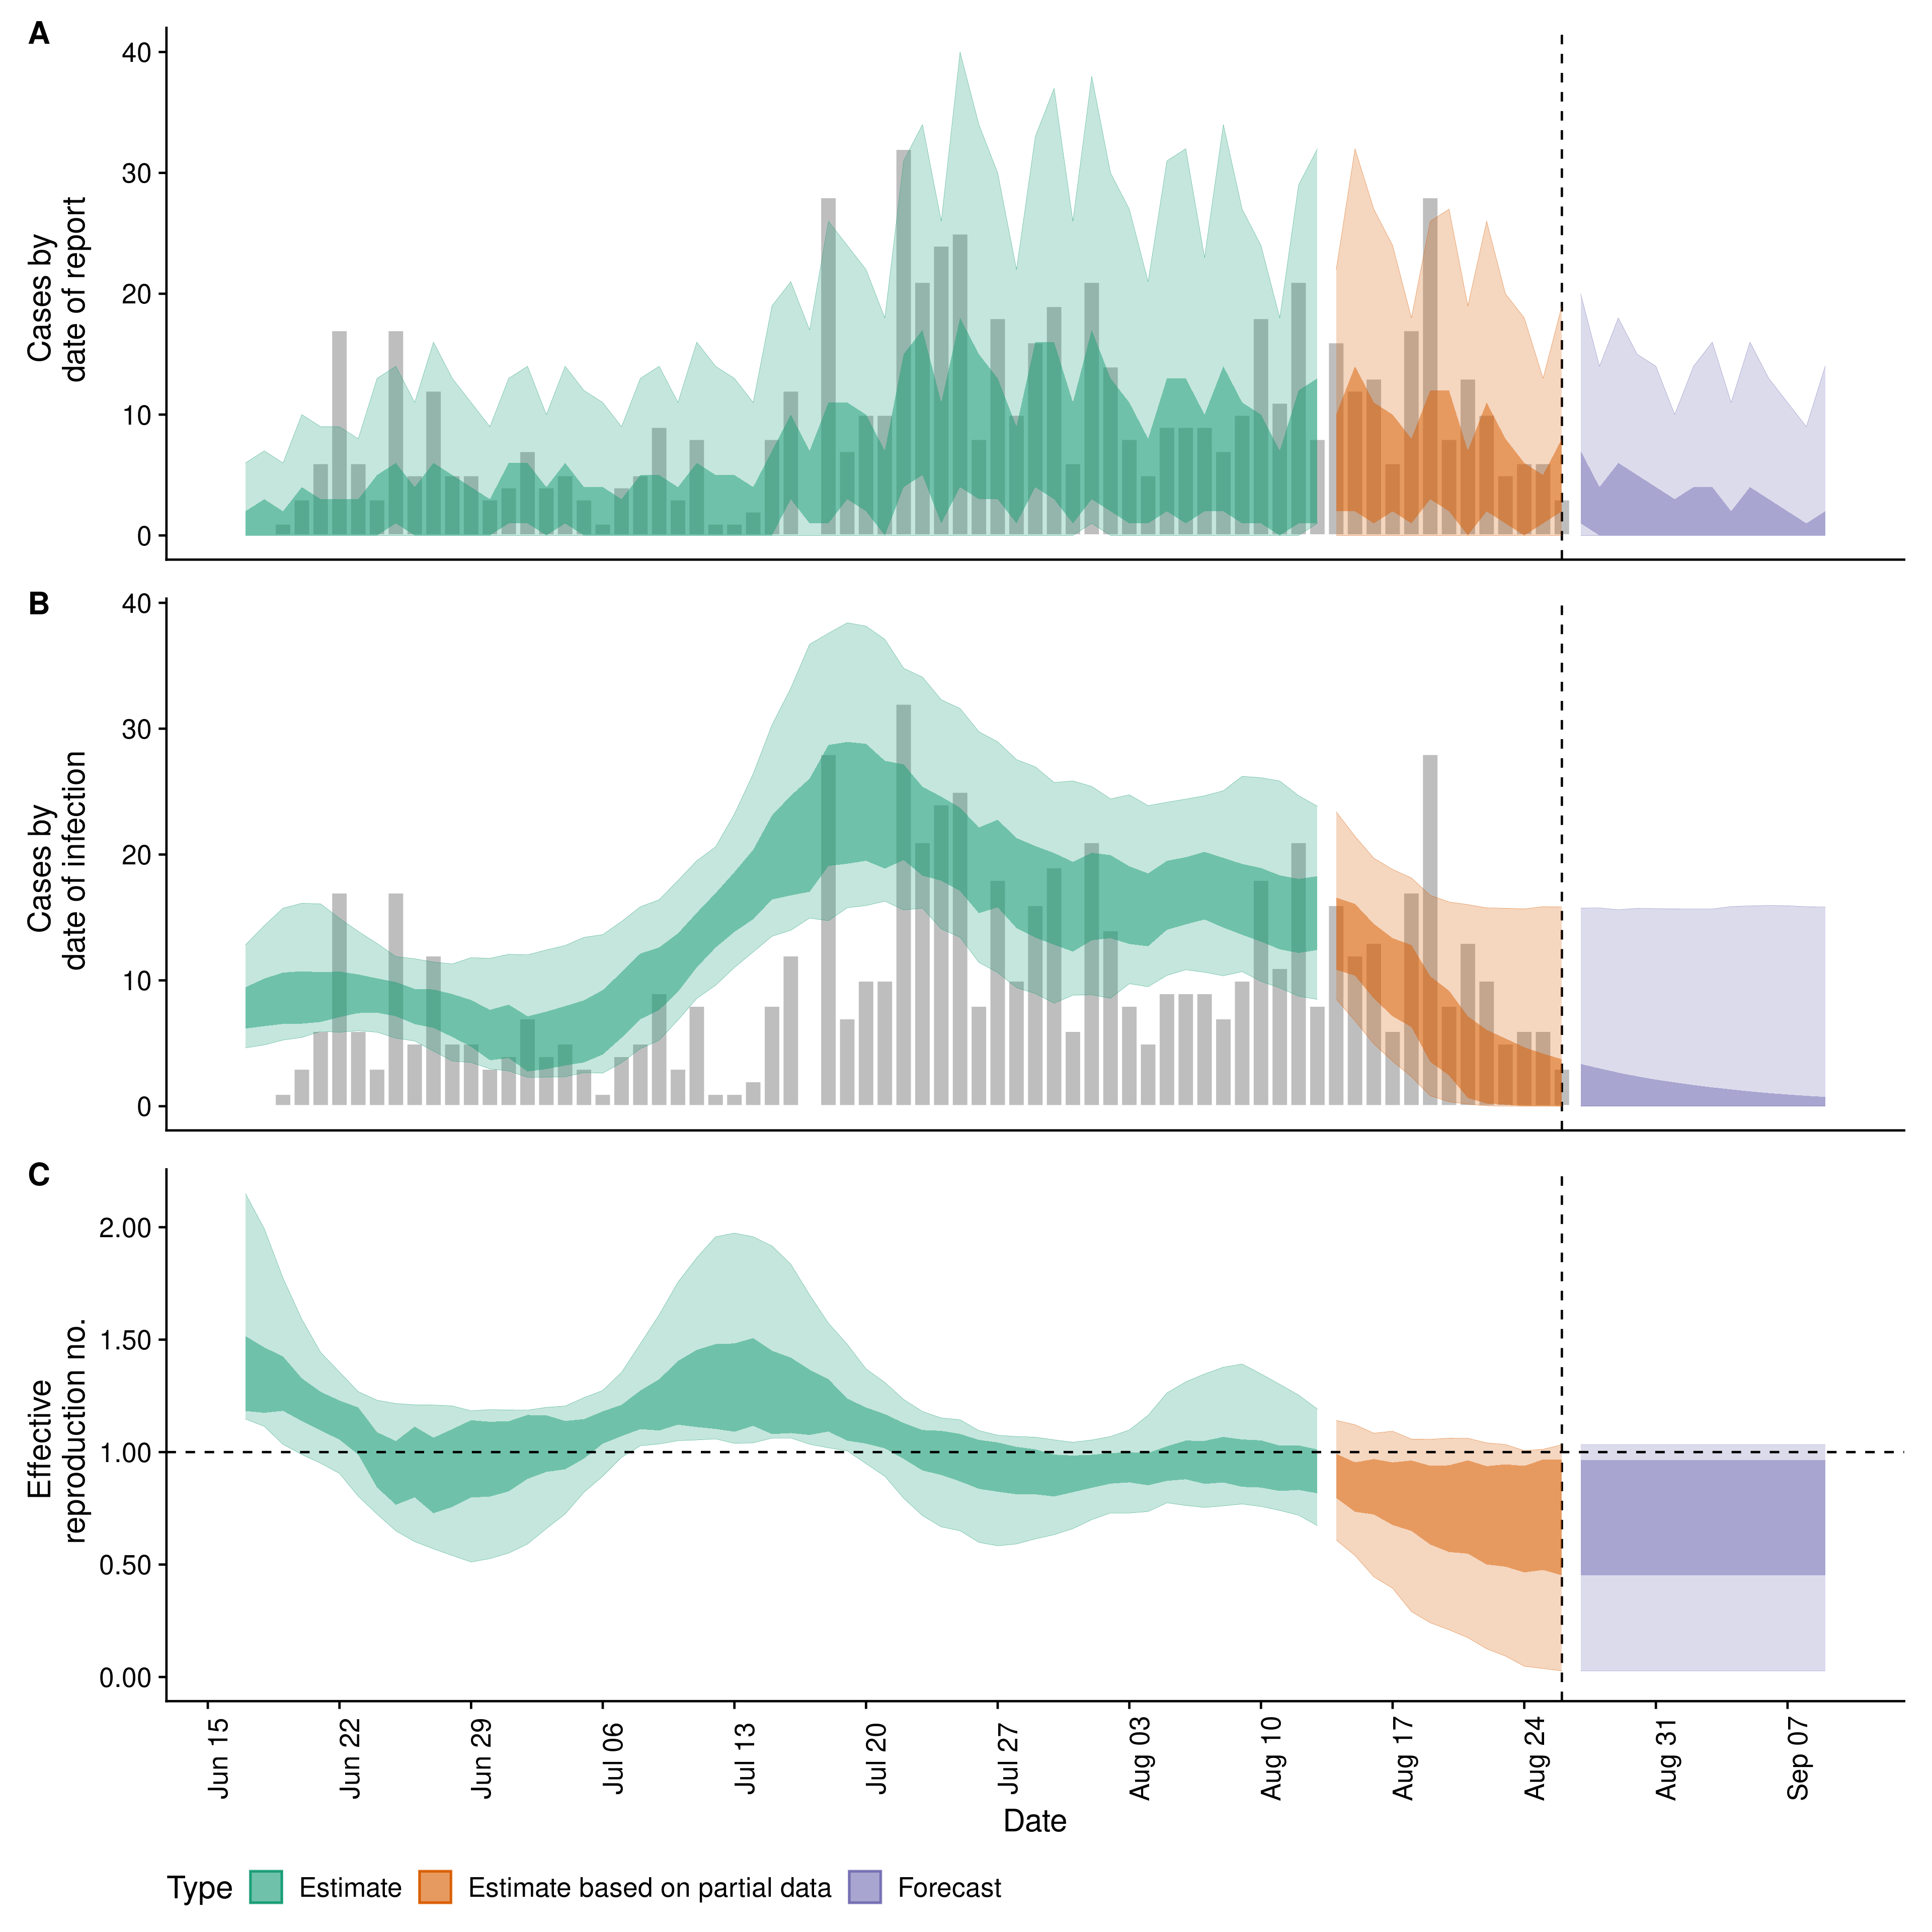 A
40
30
20
10
0
Cases by
date of report
B
40
30
20
10
0
Cases by
date of infection
C
2.00
1.50
1.00
0.50
0.00
Effective
reproduction no.
Jun 15
Jun 22
Jun 29
Jul 06
Jul 13
Jul 20
Jul 27
Aug 03
Aug 10
Aug 17
Aug 24
Aug 31
Sep 07
Date
Type Estimate Estimate based on partial data Forecast